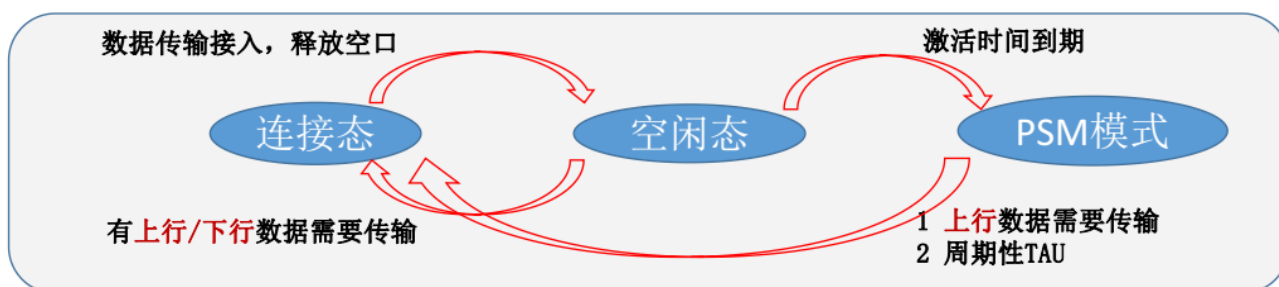 数据传输接入，释放空口
激活时间到期
连接态
空闲态
PSM模式
有上行/下行数据需要传输
1 上行数据需要传输
2 周期性TAU